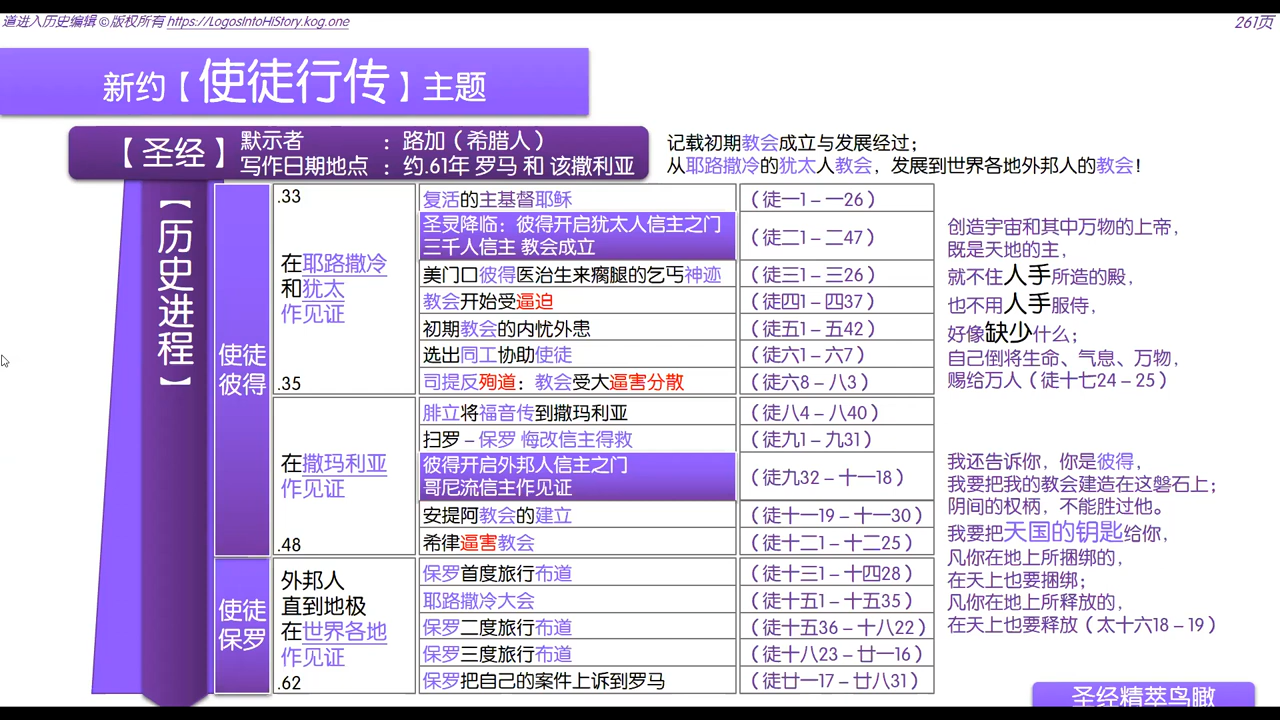 道进入历史编辑 ©版权所有 https://LogosIntoHiStory.kog.one
261页
新约【使徒行传】主题
【圣经】
默示者 : 路加（希腊人）
写作日期地点 : 约.61年 罗马 和 该撒利亚
记载初期教会成立与发展经过；
从耶路撒冷的犹太人教会，发展到世界各地外邦人的教会！
【历史进程】
使徒
彼得
.33
在耶路撒冷
和犹太
作见证
.35
复活的主基督耶稣 （徒一1 – 一26）
圣灵降临：彼得开启犹太人信主之门
三千人信主 教会成立
（徒二1 – 二47）
美门口彼得医治生来瘸腿的乞丐神迹 （徒三1 – 三26）
教会开始受逼迫 （徒四1 – 四37）
初期教会的内忧外患 （徒五1 – 五42）
选出同工协助使徒 （徒六1 – 六7）
司提反殉道：教会受大逼害分散 （徒六8 – 八3）
在撒玛利亚
作见证
.48
腓立将福音传到撒玛利亚 （徒八4 – 八40）
扫罗 – 保罗 悔改信主得救 （徒九1 – 九31）
彼得开启外邦人信主之门
哥尼流信主作见证
（徒九32 – 十一18）
安提阿教会的建立 （徒十一19 – 十一30）
希律逼害教会 （徒十二1 – 十二25）
使徒
保罗
外邦人
直到地极
在世界各地
作见证
.62
保罗首度旅行布道 （徒十三1 – 十四28）
耶路撒冷大会 （徒十五1 – 十五35）
保罗二度旅行布道 （徒十五36 – 十八22）
保罗三度旅行布道 （徒十八23 – 廿一16）
保罗把自己的案件上诉到罗马 （徒廿一17 – 廿八31）
创造宇宙和其中万物的上帝，
既是天地的主，
就不住人手所造的殿，
也不用人手服侍，
好像缺少什么；
自己倒将生命、气息、万物，
赐给万人（徒十七24 – 25）
我还告诉你，你是彼得，
我要把我的教会建造在这磐石上；
阴间的权柄，不能胜过他。
我要把天国的钥匙给你，
凡你在地上所捆绑的，
在天上也要捆绑；
凡你在地上所释放的，
在天上也要释放（太十六18 – 19）
圣经精萃鸟瞰